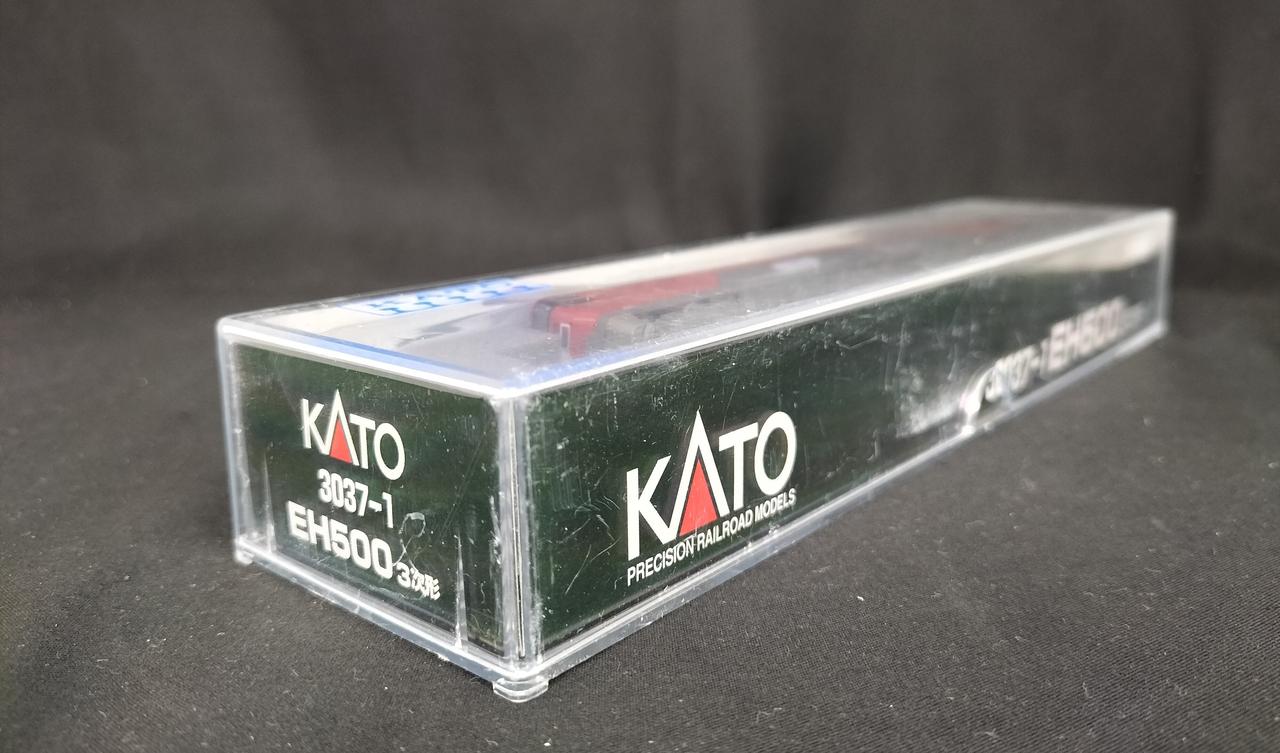 KATO
3037-1
EH500 3次形
KATO
PRECISION RAILROAD MODELS
3037-1 EH500